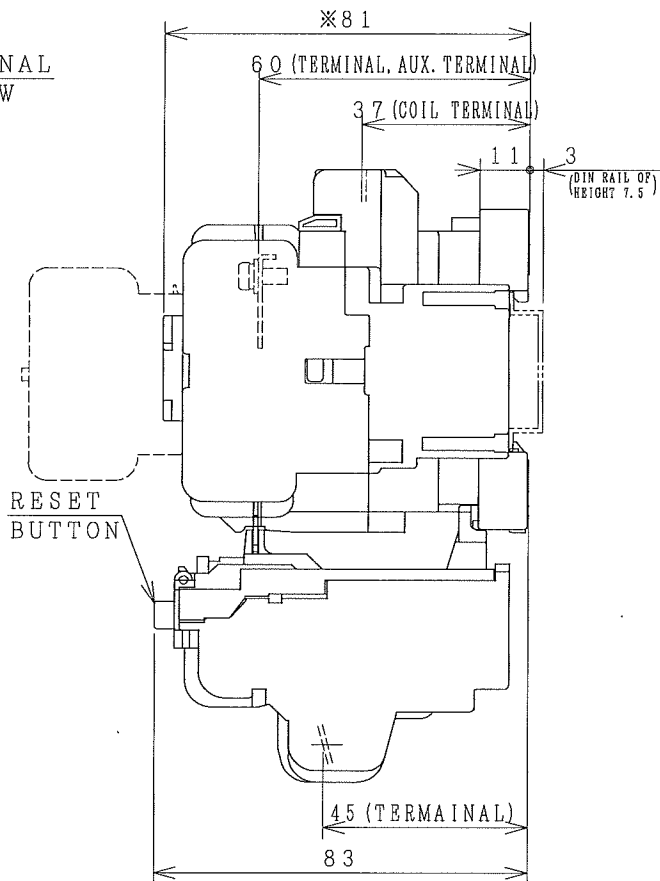 ※81
NAL
W
60 (TERMINAL, AUX. TERMINAL)
37 (COIL TERMINAL)
11 3
(DIN RAIL OF
HEIGHT 7.5)
RESET
BUTTON
45 (TERMAINAL)
83